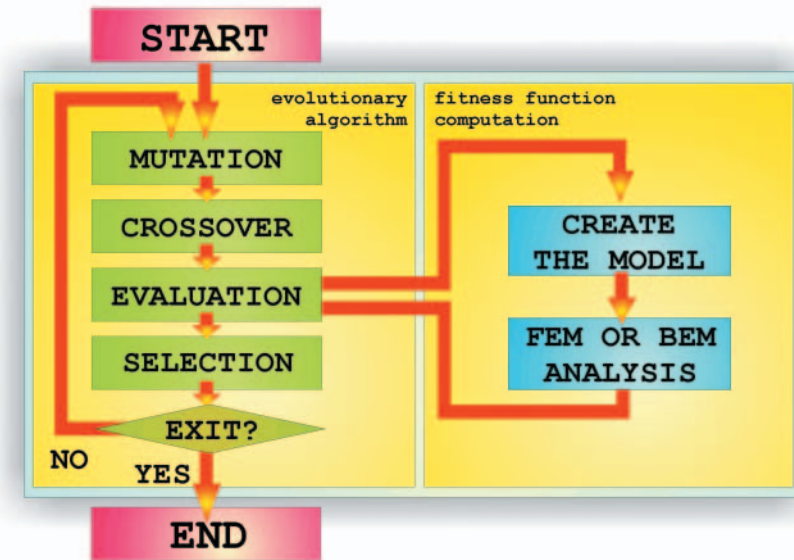 START
evolutionary
algorithm
fitness function
computation
MUTATION
CROSSOVER
EVALUATION
SELECTION
EXIT?
NO
YES
END
CREATE
THE MODEL
FEM OR BEM
ANALYSIS